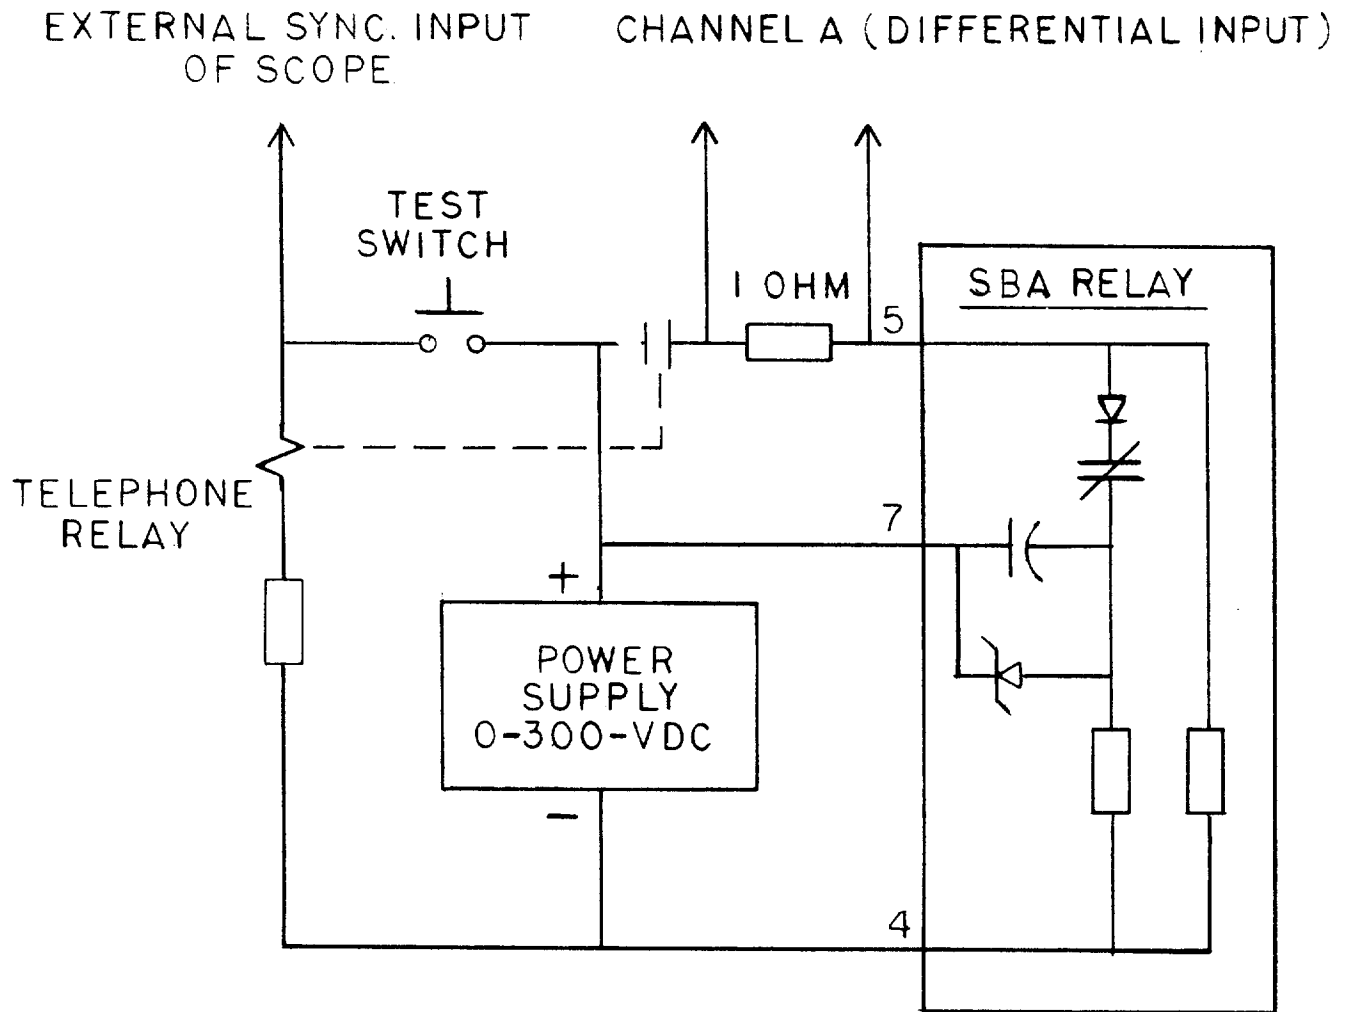 EXTERNAL SYNC. INPUT
OF SCOPE
CHANNEL A (DIFFERENTIAL INPUT)
TEST
SWITCH
1 OHM
5
SBA RELAY
TELEPHONE
RELAY
7
+
POWER
SUPPLY
0-300-VDC
−
4